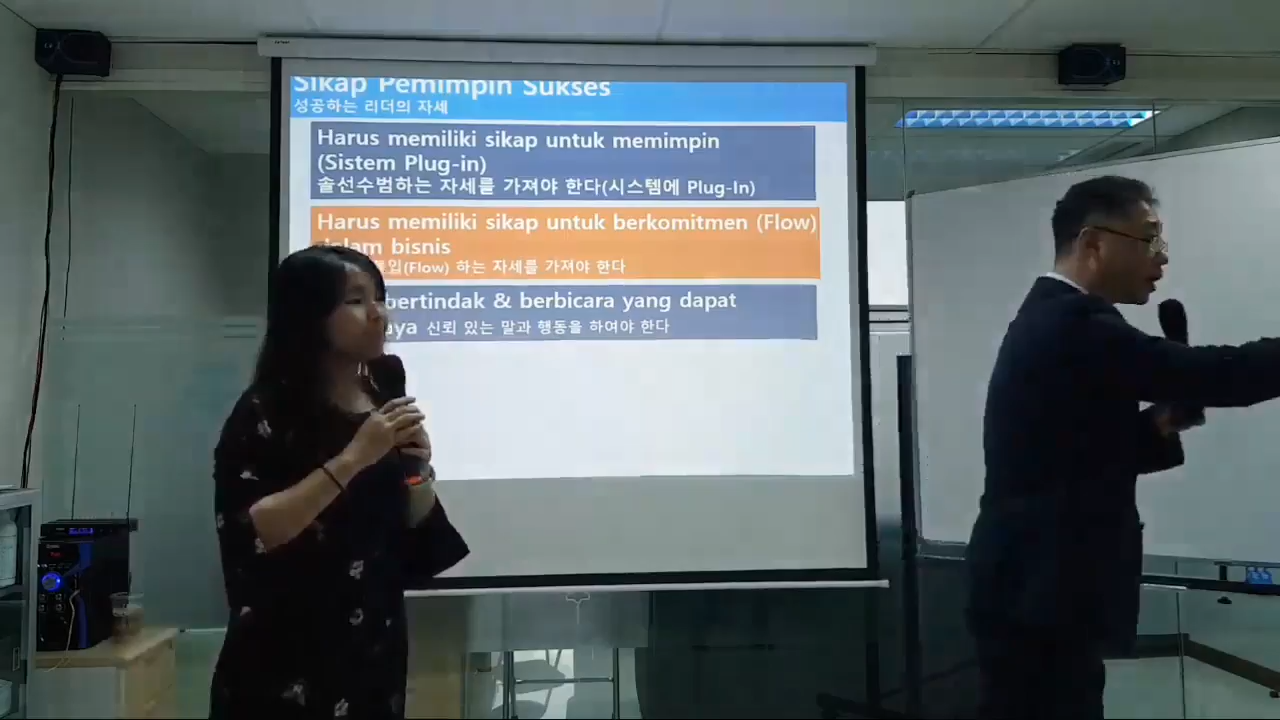 Sikap Pemimpin Sukses
성공하는 리더의 자세
Harus memiliki sikap untuk memimpin
(Sistem Plug-in)
솔선수범하는 자세를 가져야 한다(시스템에 Plug-In)
Harus memiliki sikap untuk berkomitmen (Flow)
bisnis
(Flow) 하는 자세를 가져야 한다
bertindak & berbicara yang dapat
신뢰 있는 말과 행동을 하여야 한다